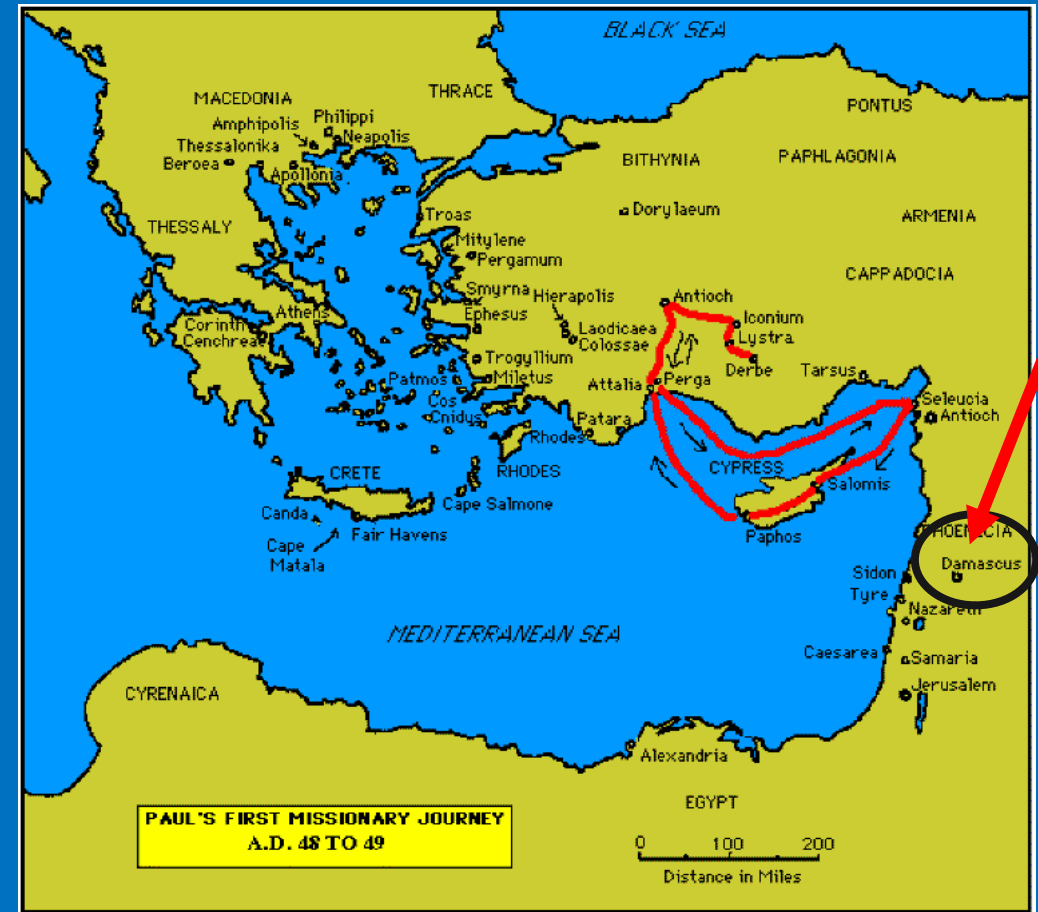 BLACK SEA
THRACE
MACEDONIA
Philippi
Amphipolis
Neapolis
Thessalonika
Beroea
Apollonia
PONTUS
BITHYNIA
PAPHLAGONIA
THESSALY
Troas
Dorylaeum
ARMENIA
Mitylene
Pergamum
CAPPADOCIA
Smyrna
Hierapolis
Antioch
Ephesus
Athens
Corinth
Cenchrea
Laodicaea
Colossae
Iconium
Lystra
Derbe
Trogyllium
Miletus
Patmos
Attalia
Perga
Tarsus
Cos
Cnidus
Patara
Seleucia
Antioch
Rhodes
RHODES
CRETE
CYPRESS
Salomis
Cape Salmone
Canda
Fair Havens
Cape
Matala
Paphos
PHOENECIA
Damascus
Sidon
Tyre
Nazareth
MEDITERRANEAN SEA
Caesarea
Samaria
Jerusalem
CYRENAICA
Alexandria
EGYPT
PAUL'S FIRST MISSIONARY JOURNEY
A.D. 48 TO 49
0 100 200
Distance in Miles